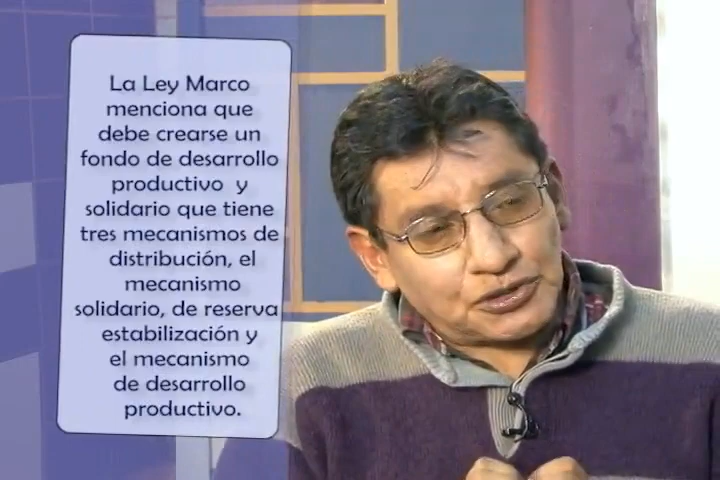 La Ley Marco
menciona que
debe crearse un
fondo de desarrollo
productivo y
solidario que tiene
tres mecanismos de
distribución, el
mecanismo
solidario, de reserva
estabilización y
el mecanismo
de desarrollo
productivo.